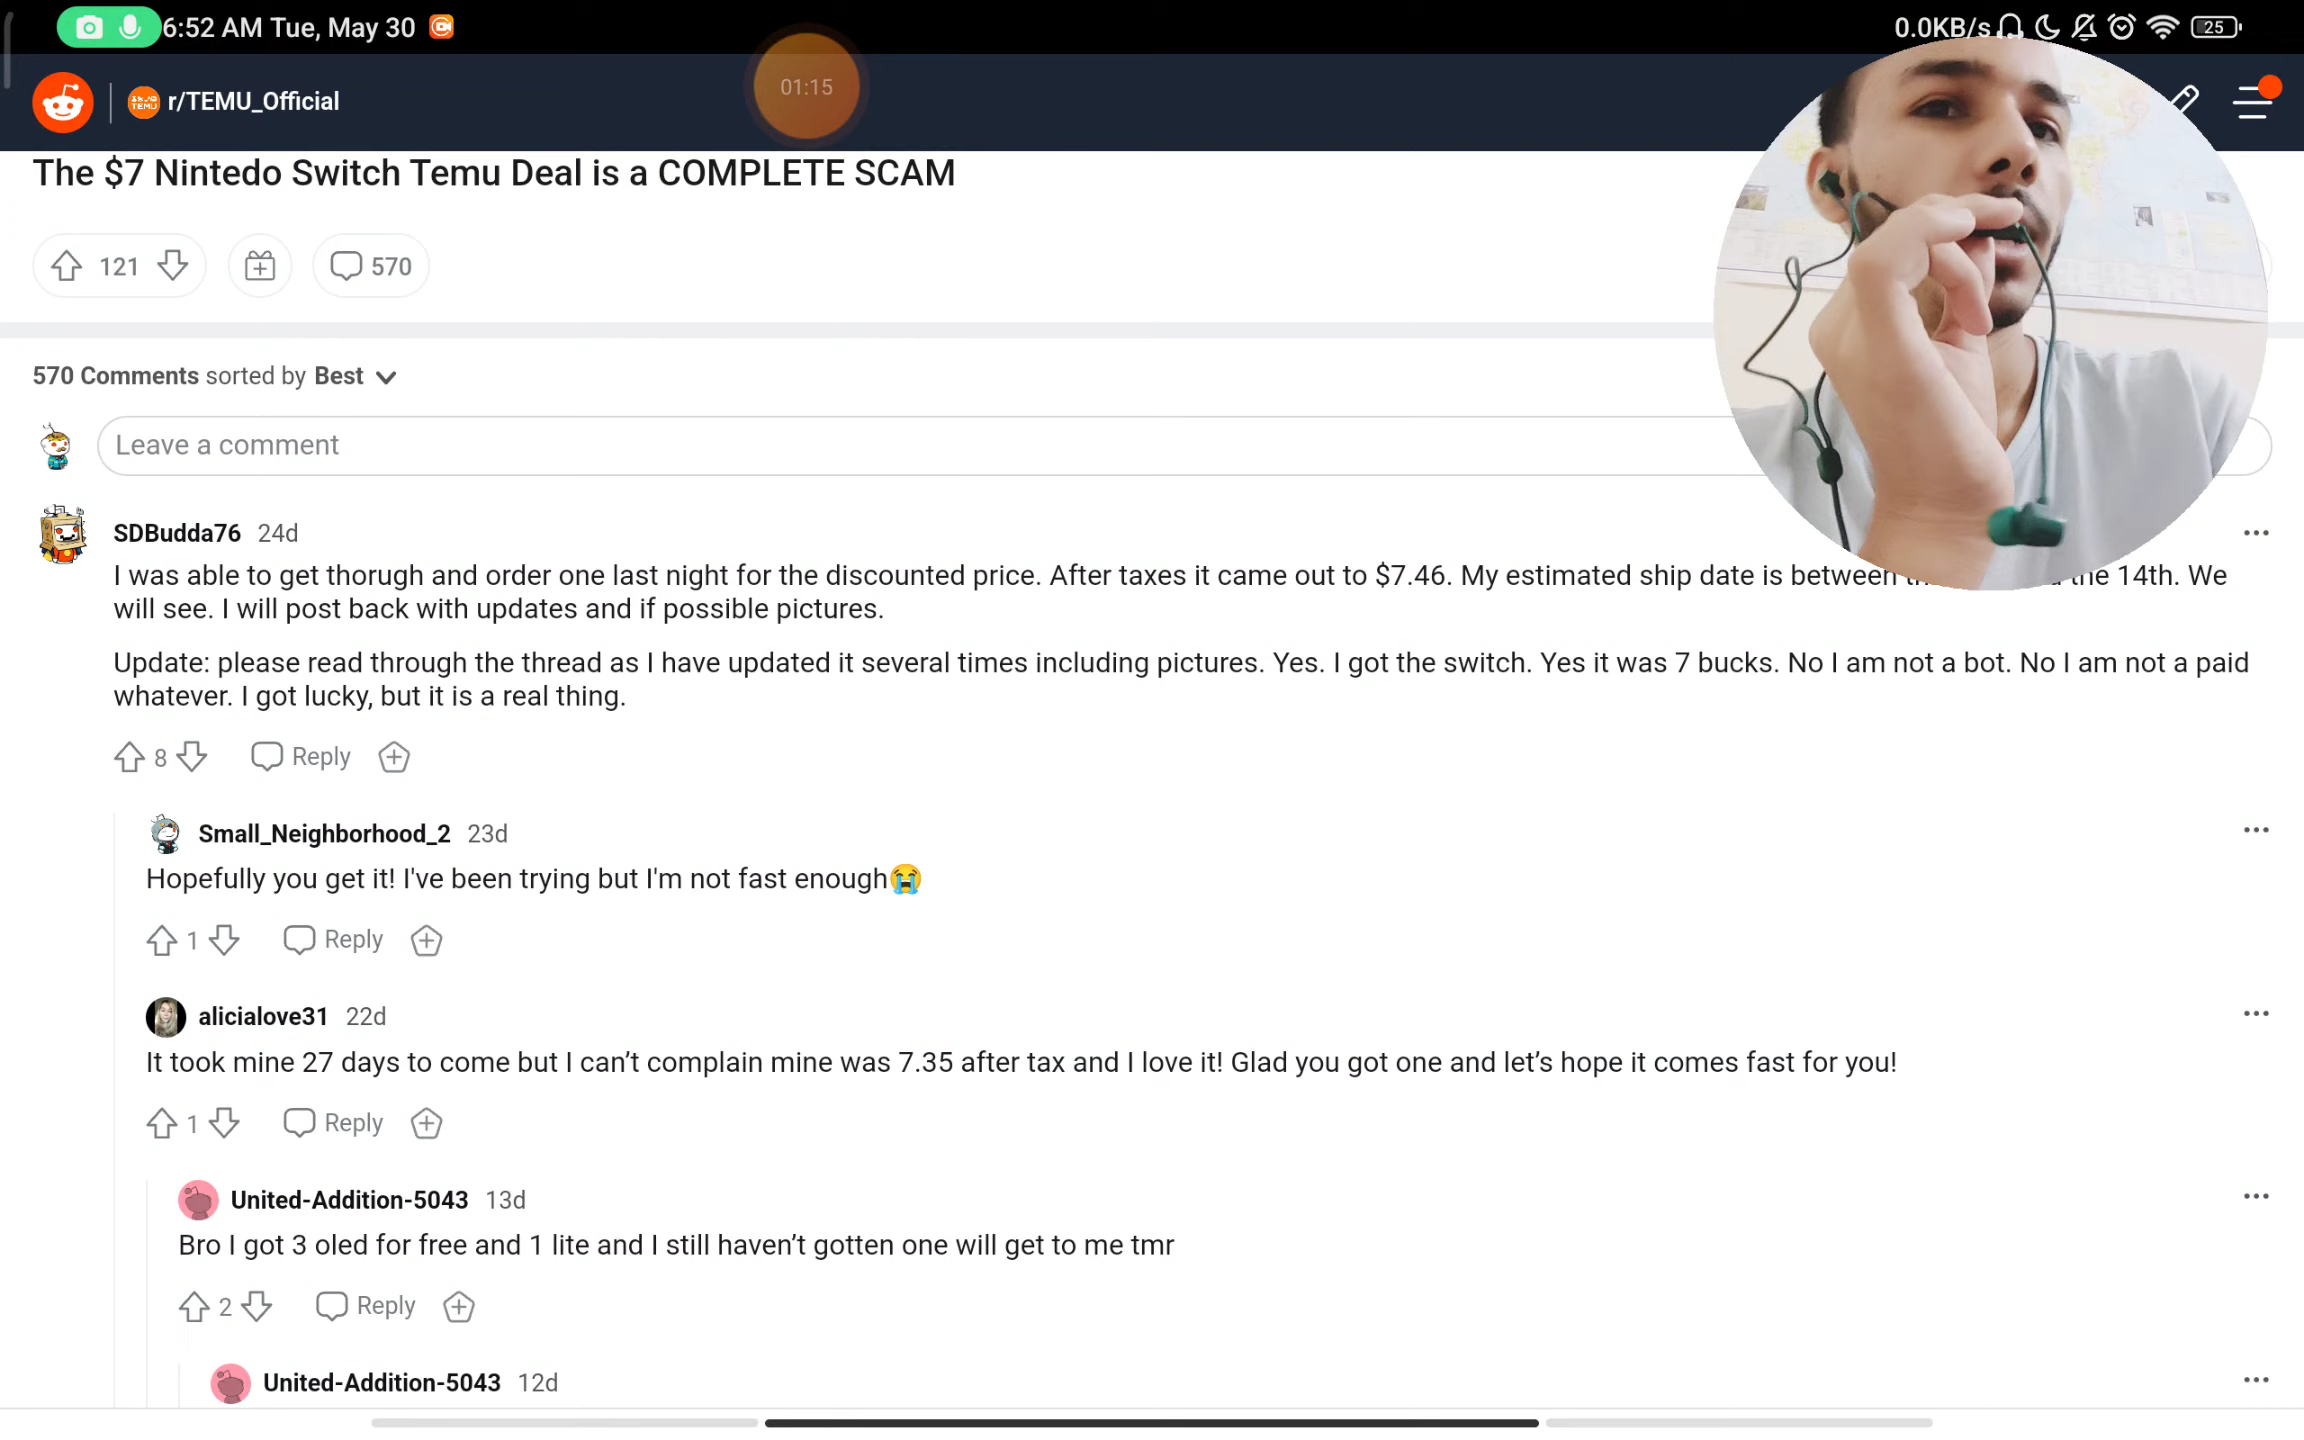 6:52 AM Tue, May 30
0.0KB/s
25
01:15
r/TEMU_Official
The $7 Nintedo Switch Temu Deal is a COMPLETE SCAM
121
570
570 Comments sorted by Best
Leave a comment
SDBudda76 24d
I was able to get thorugh and order one last night for the discounted price. After taxes it came out to $7.46. My estimated ship date is between the 14th. We
will see. I will post back with updates and if possible pictures.
Update: please read through the thread as I have updated it several times including pictures. Yes. I got the switch. Yes it was 7 bucks. No I am not a bot. No I am not a paid
whatever. I got lucky, but it is a real thing.
8 Reply
Small_Neighborhood_2 23d
Hopefully you get it! I've been trying but I'm not fast enough😭
1 Reply
alicialove31 22d
It took mine 27 days to come but I can’t complain mine was 7.35 after tax and I love it! Glad you got one and let’s hope it comes fast for you!
1 Reply
United-Addition-5043 13d
Bro I got 3 oled for free and 1 lite and I still haven’t gotten one will get to me tmr
2 Reply
United-Addition-5043 12d